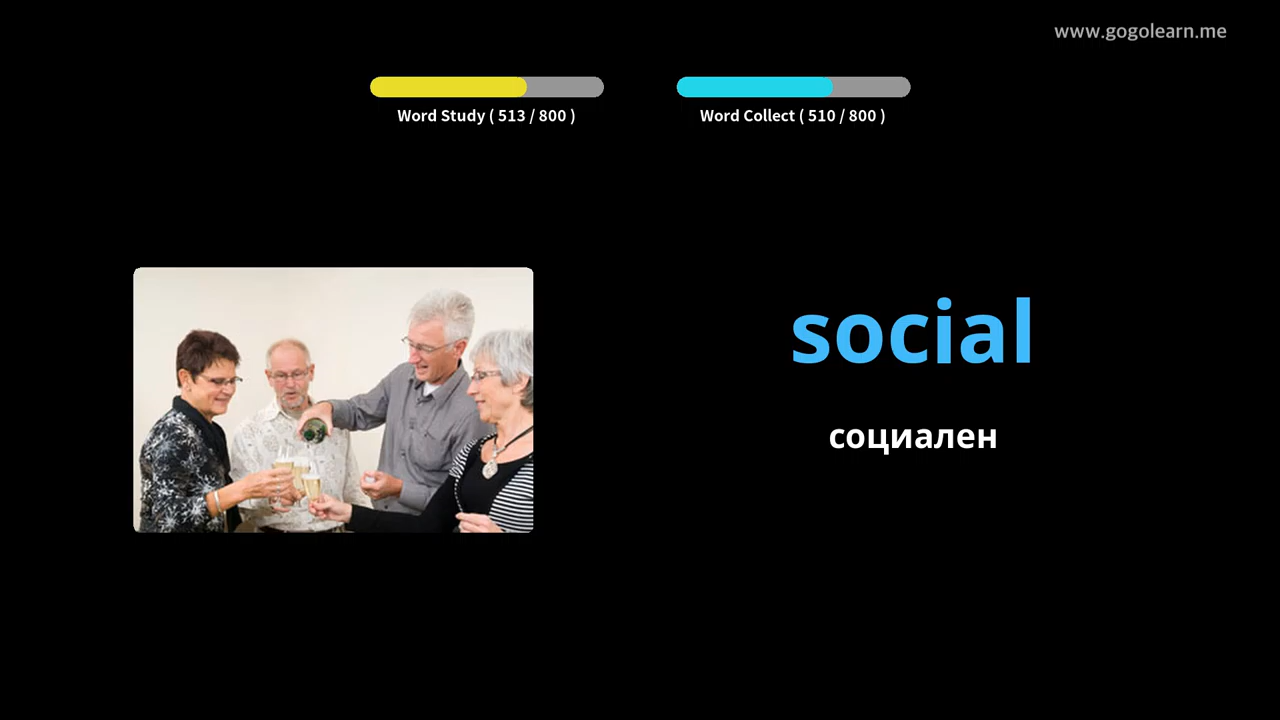 www.gogolearn.me
Word Study ( 513 / 800 )
Word Collect ( 510 / 800 )
social
социален